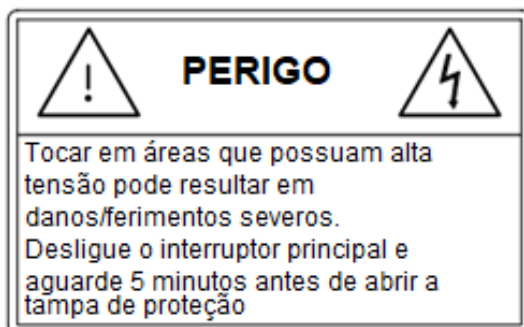 PERIGO
Tocar em áreas que possuam alta
tensão pode resultar em
danos/ferimentos severos.
Desligue o interruptor principal e
aguarde 5 minutos antes de abrir a
tampa de proteção